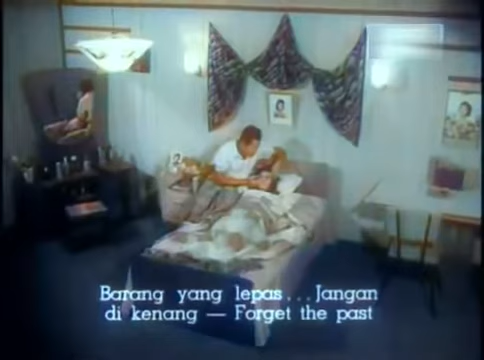 Barang yang lepas...Jangan
di kenang — Forget the past